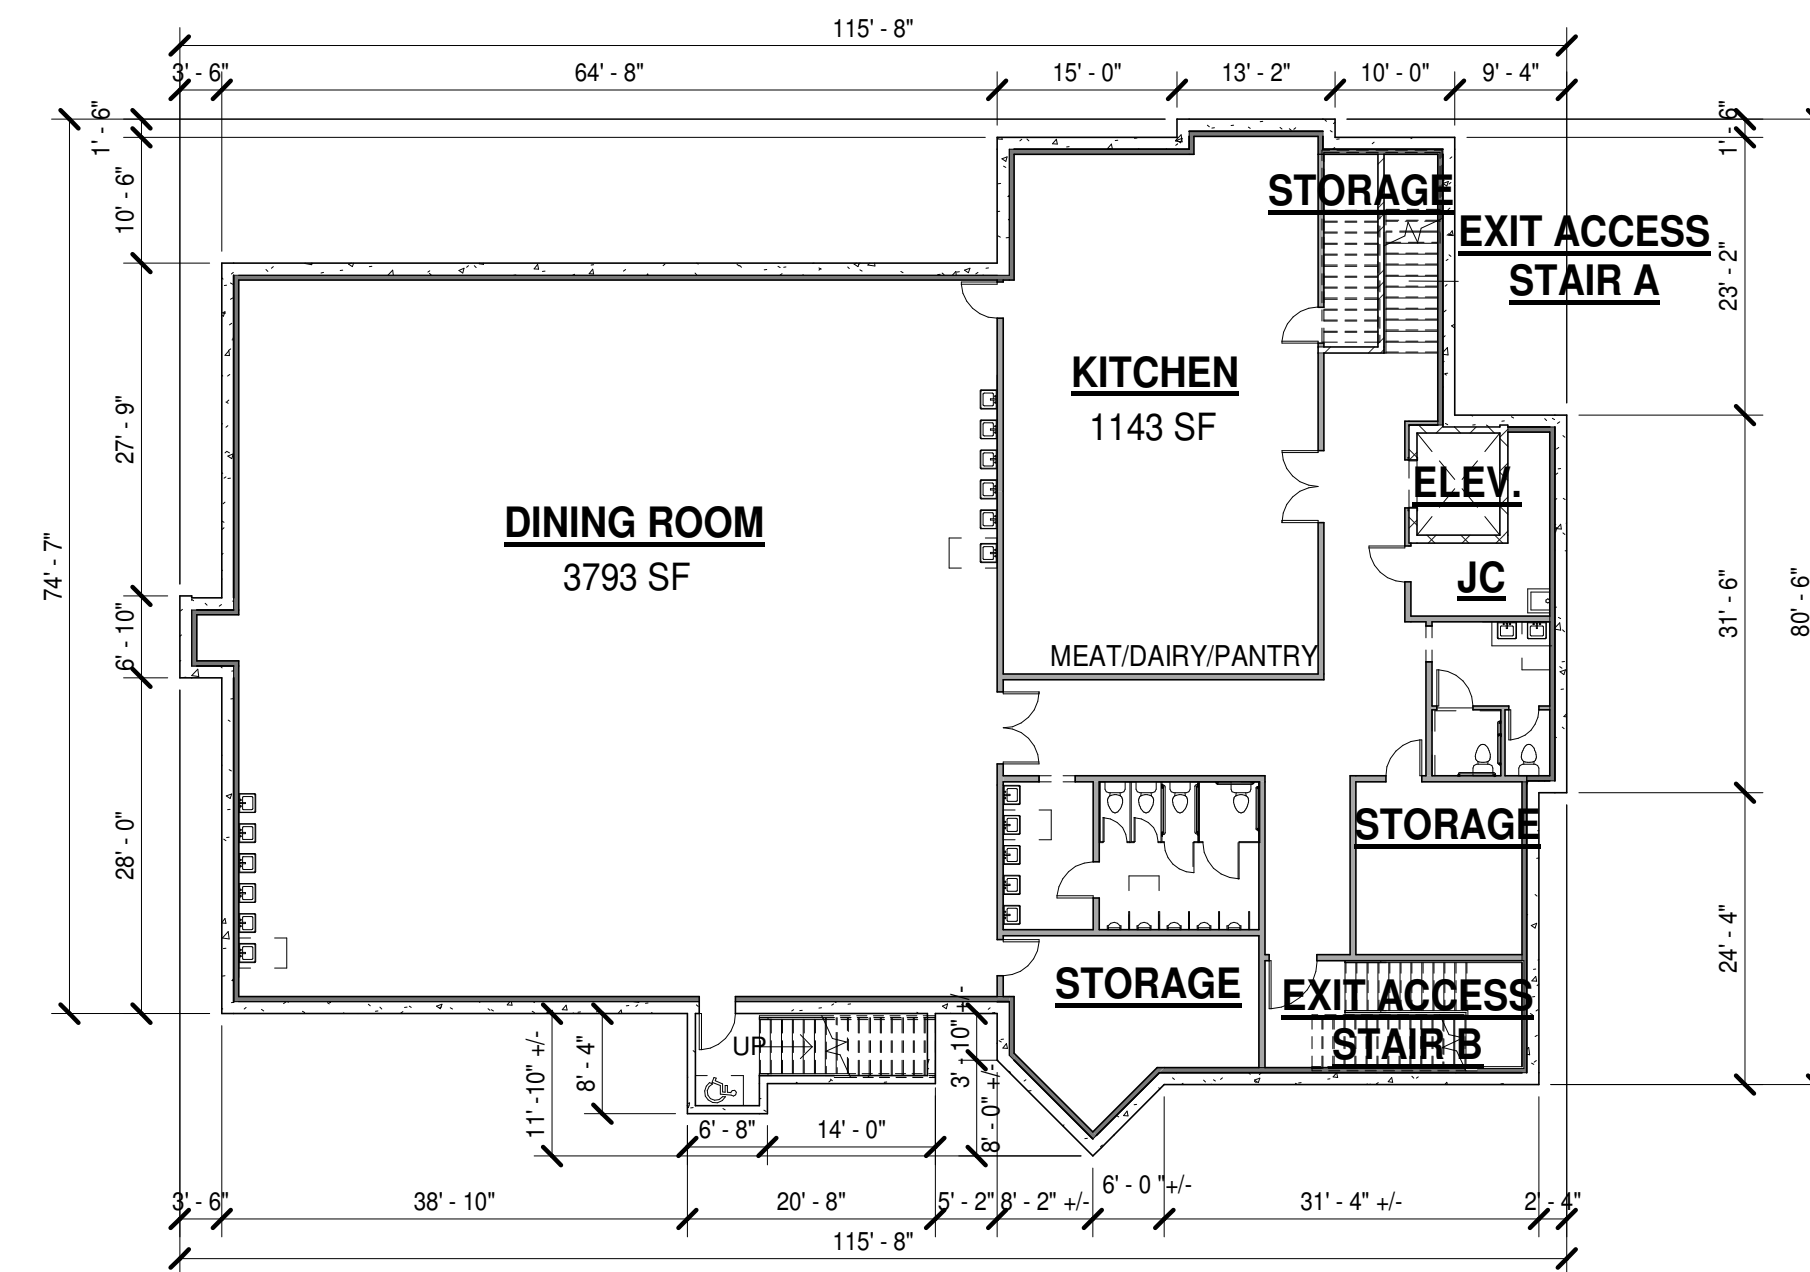 115' - 8"
3' - 6"
64' - 8"
15' - 0"
13' - 2"
10' - 0"
9' - 4"
1' - 6"
1' - 6"
10' - 6"
STORAGE
EXIT ACCESS
STAIR A
23' - 2"
KITCHEN
1143 SF
27' - 9"
ELEV.
DINING ROOM
3793 SF
74' - 7"
JC
31' - 6"
80' - 6"
6' - 10"
MEAT/DAIRY/PANTRY
28' - 0"
STORAGE
24' - 4"
STORAGE
EXIT ACCESS
STAIR B
UP
11' -10" +/-
8' - 4"
3' - 10" +/-
8' - 0" +/-
6' - 8"
14' - 0"
6' - 0 "+/-
3' - 6"
38' - 10"
20' - 8"
5' - 2"
8' - 2" +/-
31' - 4" +/-
2' - 4"
115' - 8"